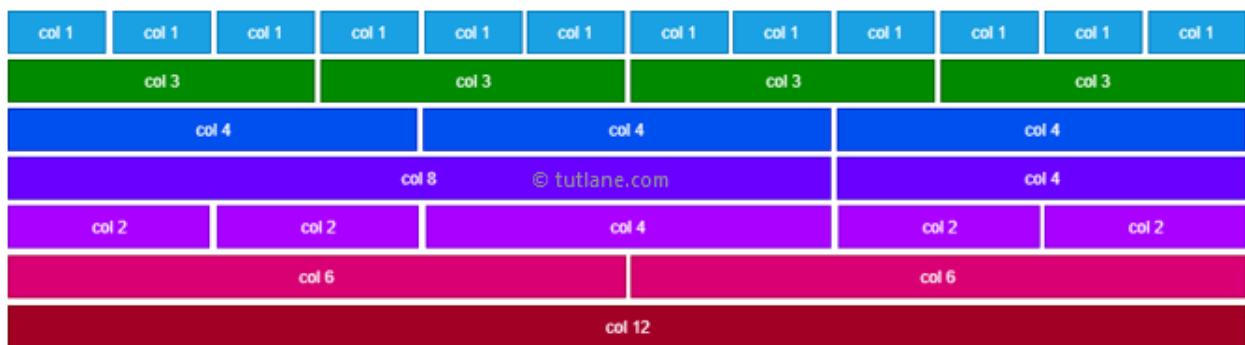 col 1 col 1 col 1 col 1 col 1 col 1 col 1 col 1 col 1 col 1 col 1 col 1
col 3 col 3 col 3 col 3
col 4 col 4 col 4
col 8 © tutlane.com col 4
col 2 col 2 col 4 col 2 col 2
col 6 col 6
col 12